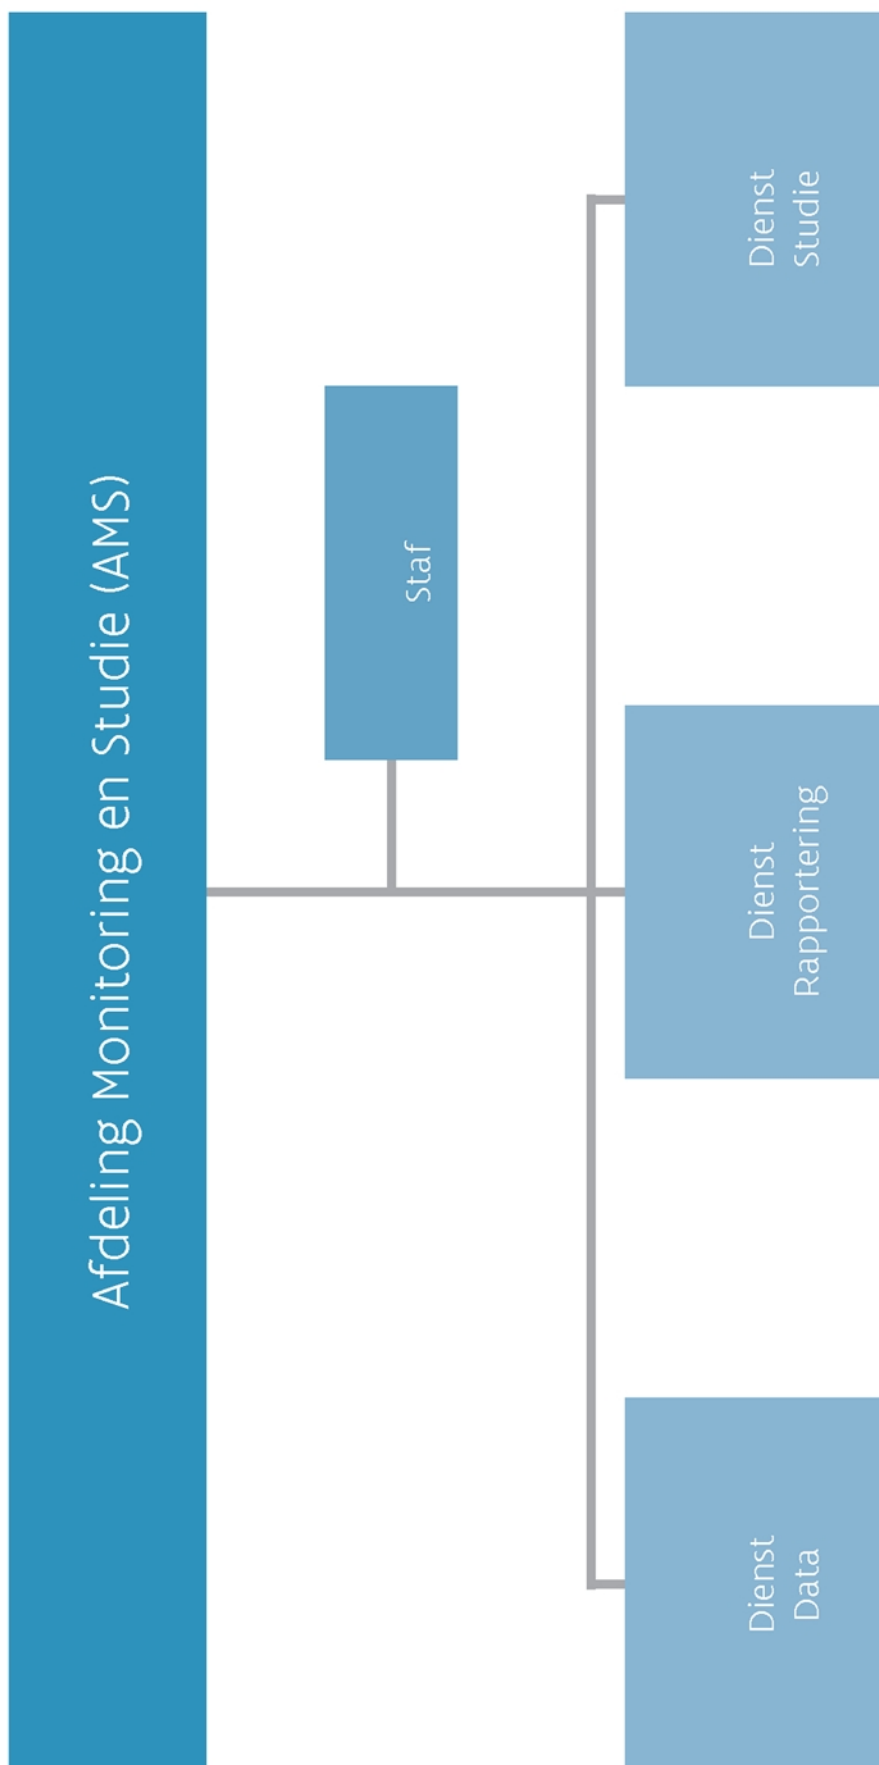 Afdeling Monitoring en Studie (AMS)
Staf
Dienst
Data
Dienst
Rapportering
Dienst
Studie